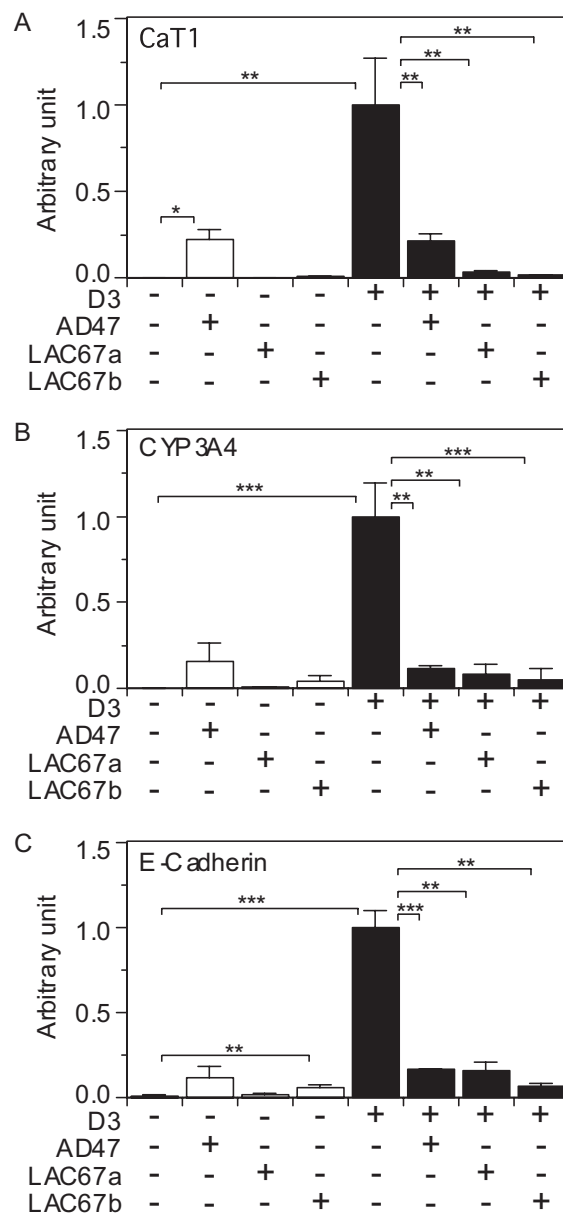 A
CaT1
1.5
**
**
**
**
1.0
Arbitrary unit
0.5
*
0.0
D3 - - - - + + + +
AD47 - + - - - + - -
LAC67a - - + - - - + -
LAC67b - - - + - - - +
B
CYP3A4
1.5
***
**
***
**
1.0
Arbitrary unit
0.5
0.0
D3 - - - - + + + +
AD47 - + - - - + - -
LAC67a - - + - - - + -
LAC67b - - - + - - - +
C
E-Cadherin
1.5
**
**
***
***
1.0
Arbitrary unit
0.5
**
0.0
D3 - - - - + + + +
AD47 - + - - - + - -
LAC67a - - + - - - + -
LAC67b - - - + - - - +